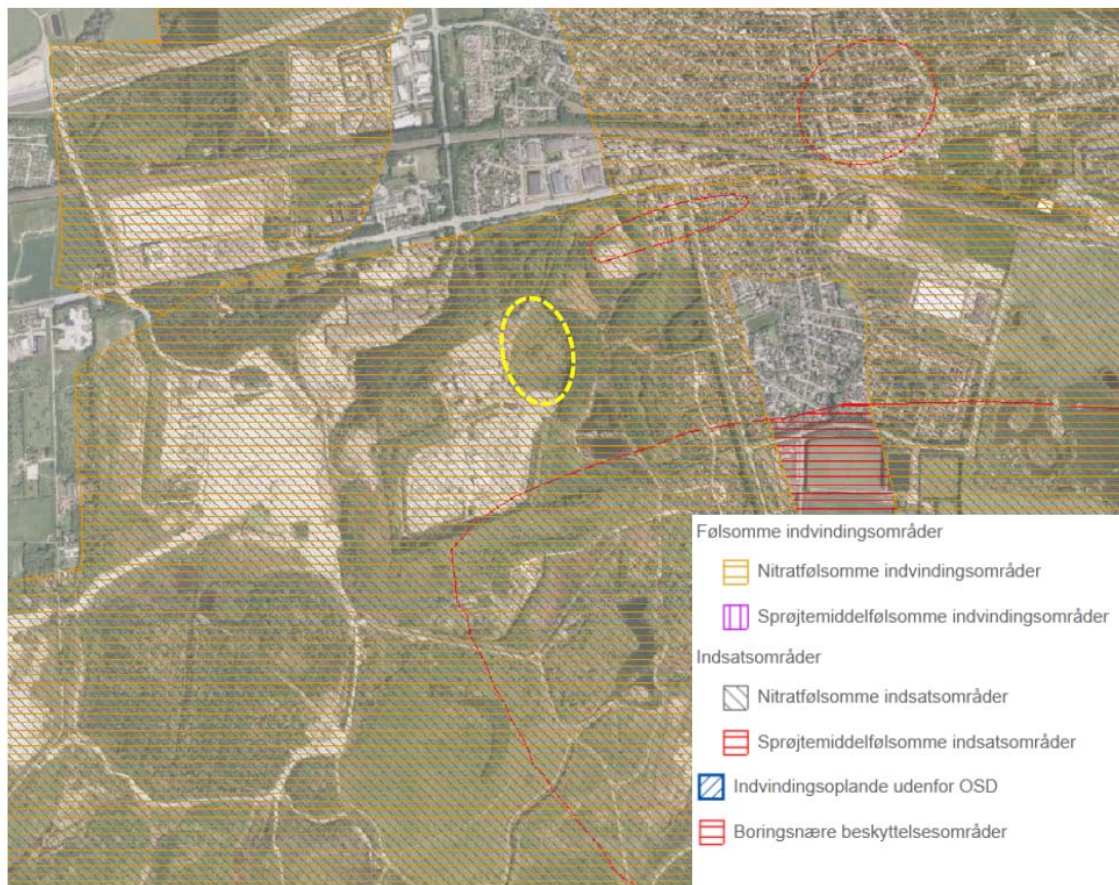 Følsomme indvindingsområder
Nitratfølsomme indvindingsområder
Sprøjtemiddelfølsomme indvindingsområder
Indsatsområder
Nitratfølsomme indsatsområder
Sprøjtemiddelfølsomme indsatsområder
Indvindingsoplande udenfor OSD
Boringsnære beskyttelsesområder